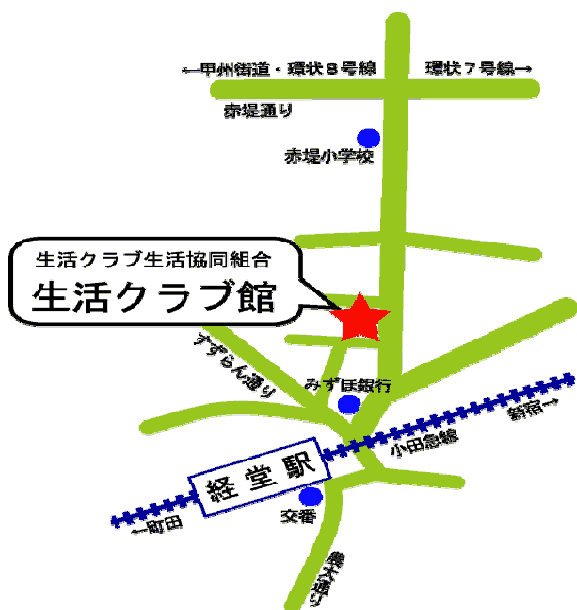 ←甲州街道・環状８号線
環状７号線→
赤堤通り
赤堤小学校
生活クラブ生活協同組合
生活クラブ館
すずらん通り
みずほ銀行
新宿→
小田急線
経堂駅
交番
←町田
農大通り